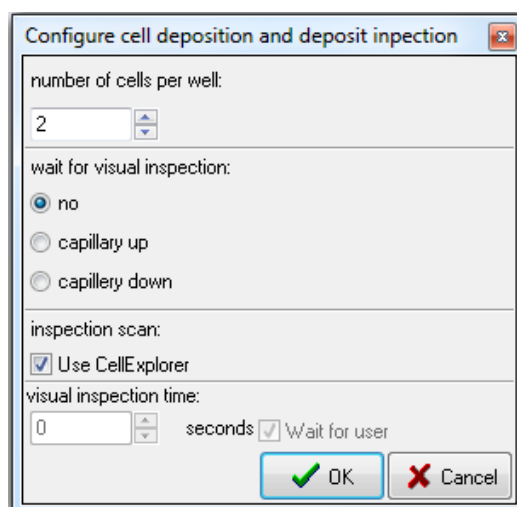 Configure cell deposition and deposit inpection
number of cells per well:
2
wait for visual inspection:
no
capillary up
capillery down
inspection scan:
Use CellExplorer
visual inspection time:
0 seconds Wait for user
OK Cancel